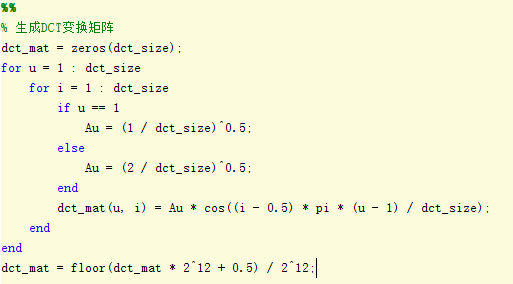 %%
% 生成DCT变换矩阵
dct_mat = zeros(dct_size);
for u = 1 : dct_size
    for i = 1 : dct_size
        if u == 1
            Au = (1 / dct_size)^0.5;
        else
            Au = (2 / dct_size)^0.5;
        end
        dct_mat(u, i) = Au * cos((i - 0.5) * pi * (u - 1) / dct_size);
    end
end
dct_mat = floor(dct_mat * 2^12 + 0.5) / 2^12;